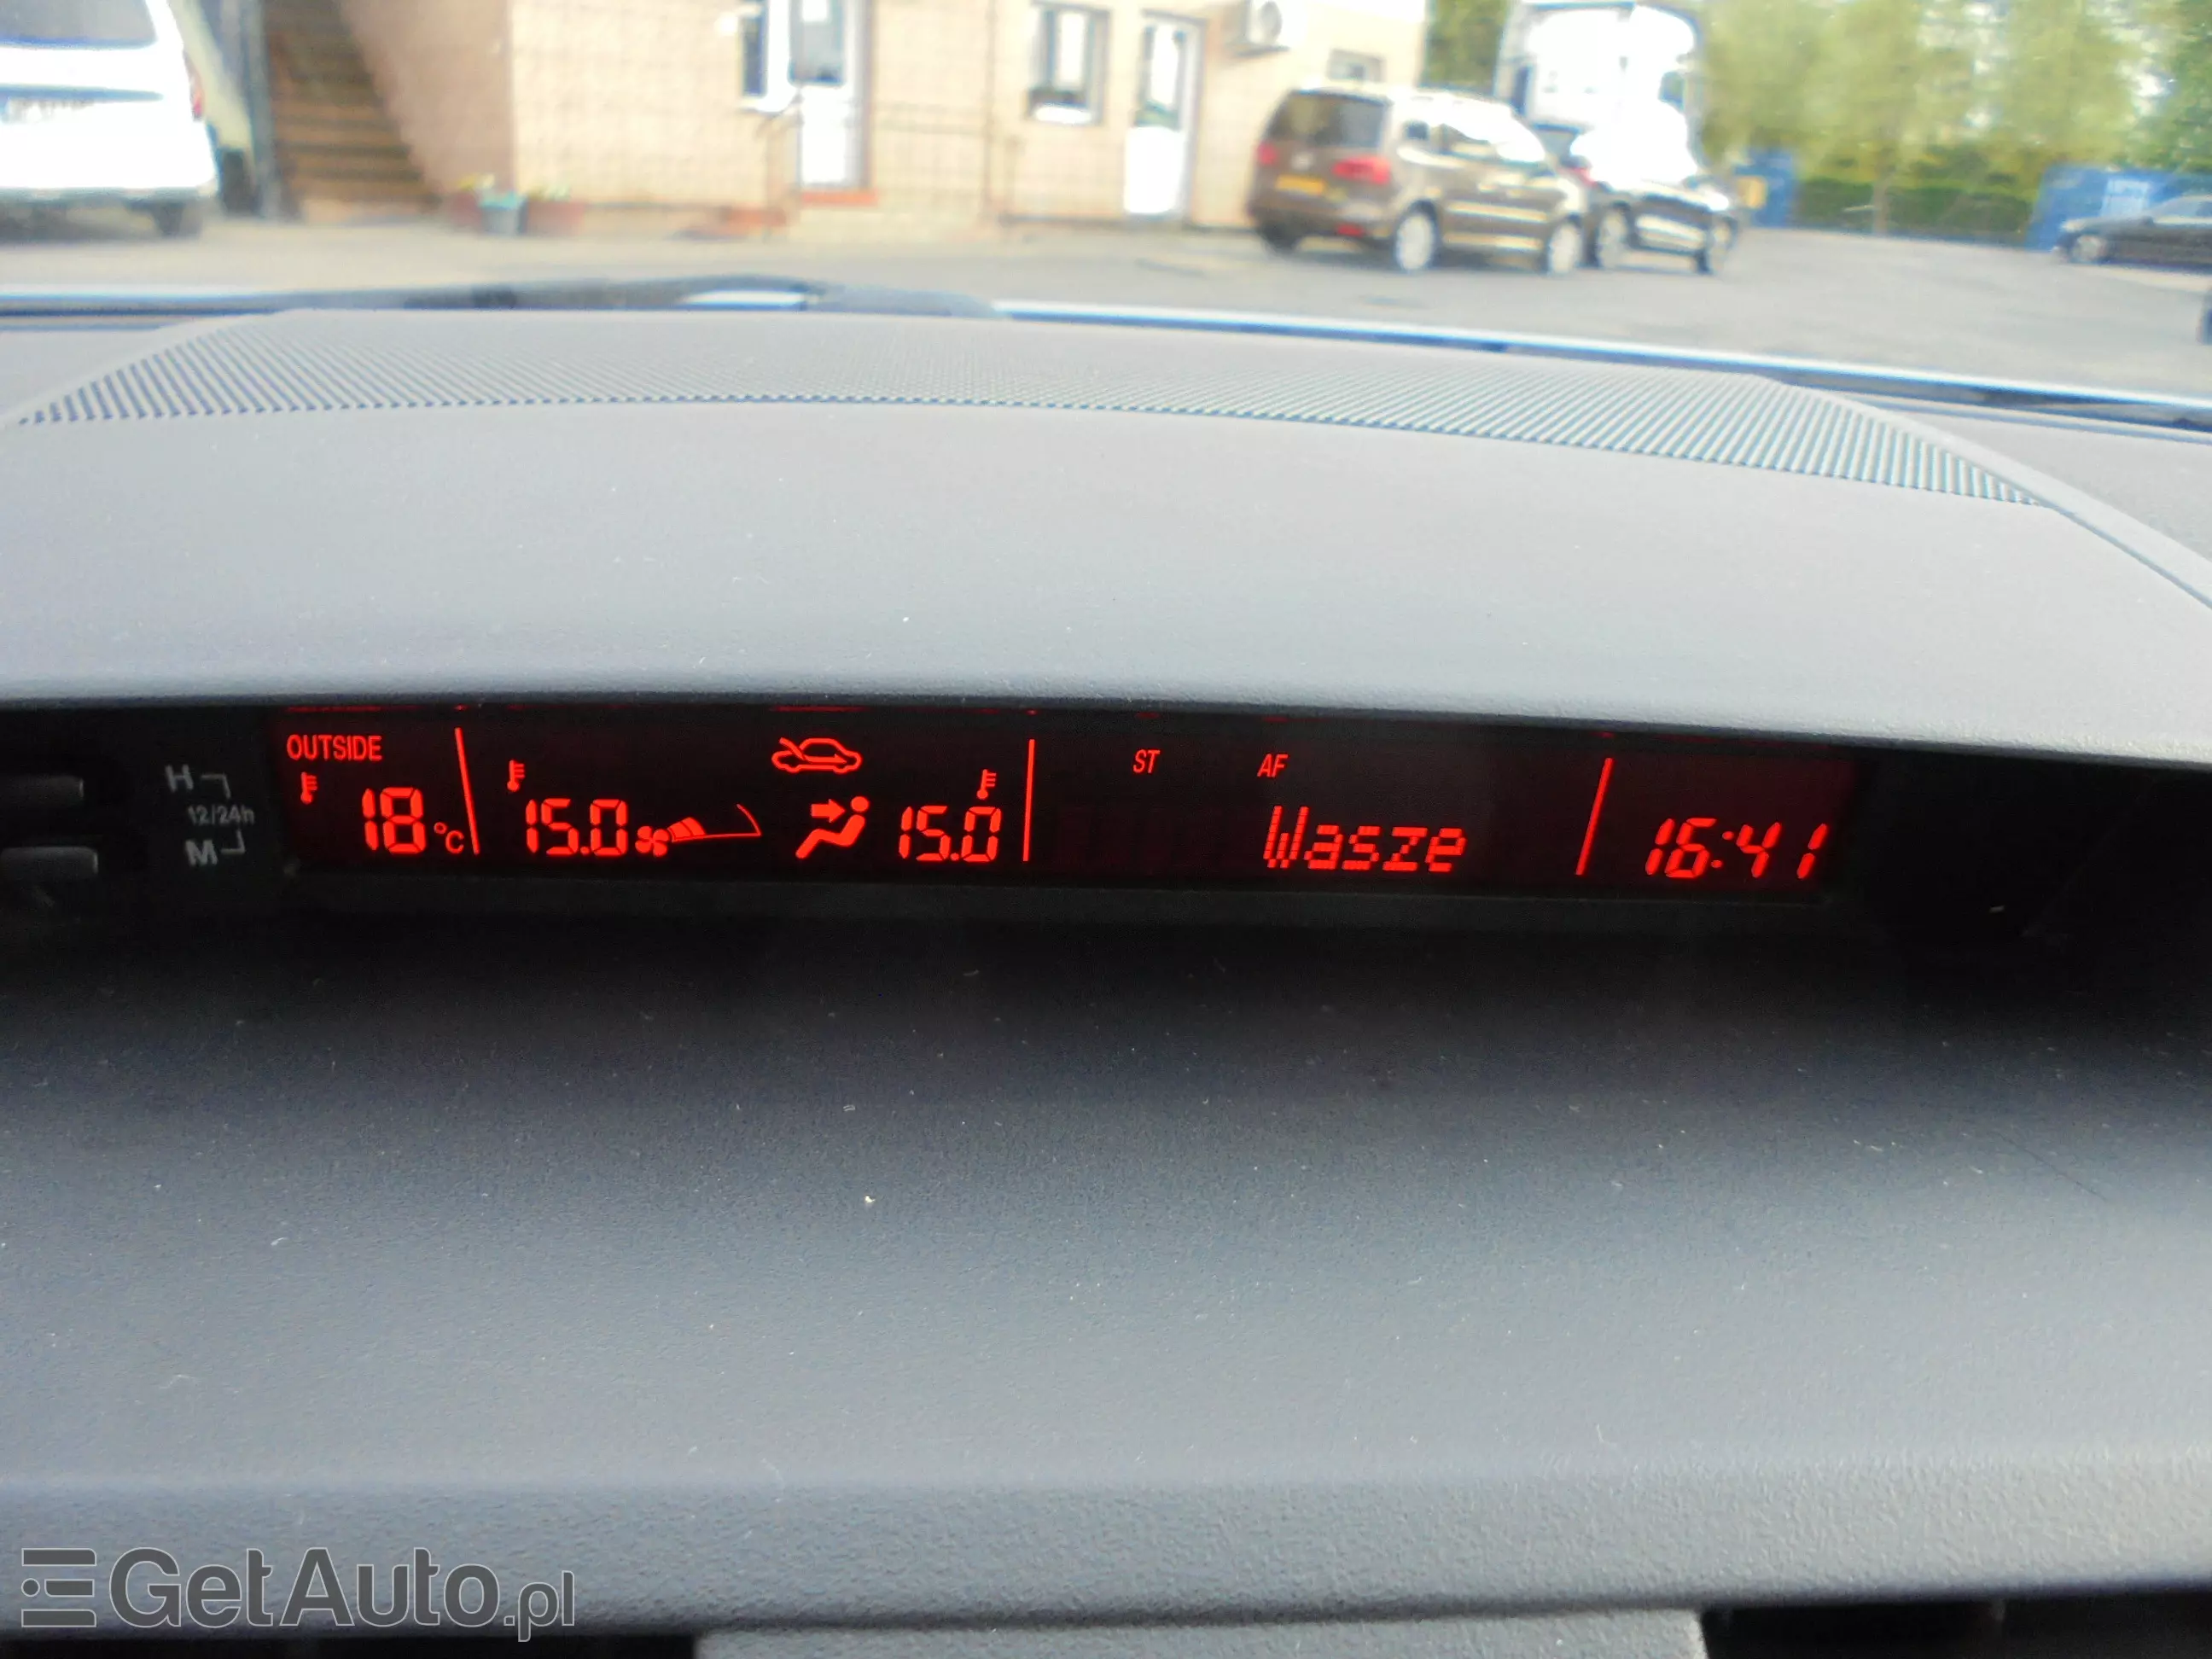 OUTSIDE
ST AF
H
12/24h
M
18°C
15.0
15.0
Wasze
16:41
GetAuto.pl